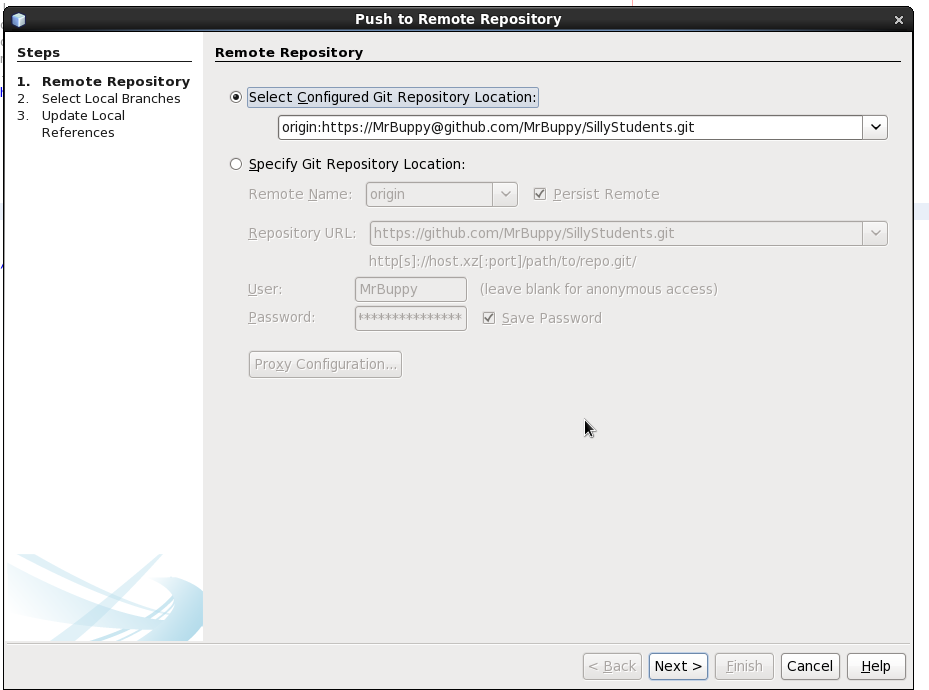 Push to Remote Repository
Steps
1. Remote Repository
2. Select Local Branches
3. Update Local
References
Remote Repository
Select Configured Git Repository Location:
origin:https://MrBuppy@github.com/MrBuppy/SillyStudents.git
Specify Git Repository Location:
Remote Name: origin Persist Remote
Repository URL: https://github.com/MrBuppy/SillyStudents.git
http[s]://host.xz[:port]/path/to/repo.git/
User: MrBuppy (leave blank for anonymous access)
Password: *************** Save Password
Proxy Configuration...
< Back Next > Finish Cancel Help